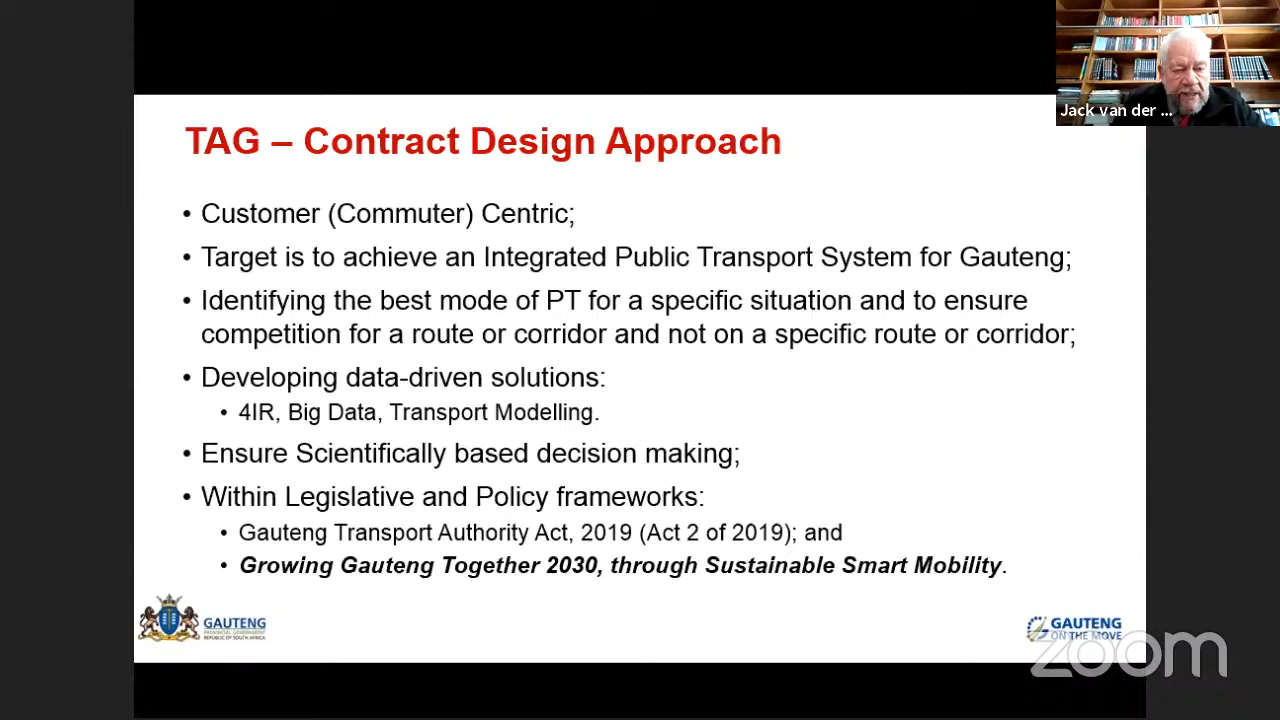 Jack van der ...
TAG – Contract Design Approach
• Customer (Commuter) Centric;
• Target is to achieve an Integrated Public Transport System for Gauteng;
• Identifying the best mode of PT for a specific situation and to ensure
competition for a route or corridor and not on a specific route or corridor;
• Developing data-driven solutions:
• 4IR, Big Data, Transport Modelling.
• Ensure Scientifically based decision making;
• Within Legislative and Policy frameworks:
• Gauteng Transport Authority Act, 2019 (Act 2 of 2019); and
• Growing Gauteng Together 2030, through Sustainable Smart Mobility.
GAUTENG
PROVINCIAL GOVERNMENT
REPUBLIC OF SOUTH AFRICA
GAUTENG
ON THE MOVE
zoom